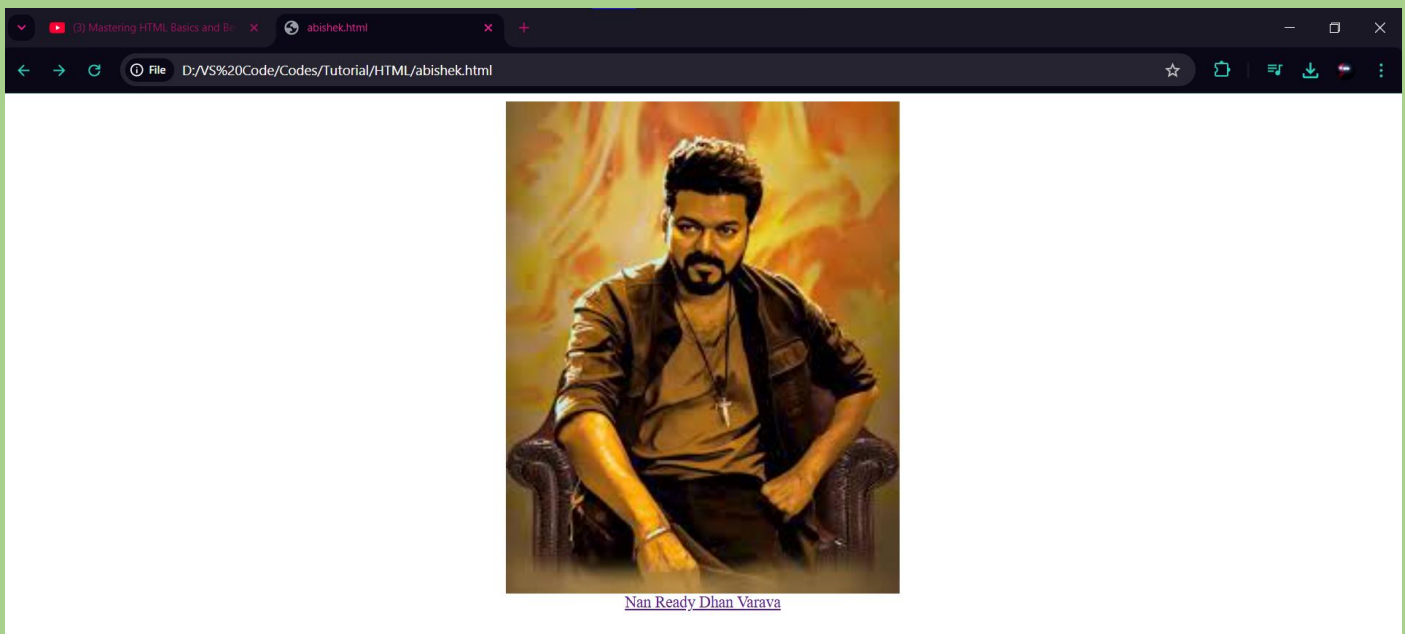 (3) Mastering HTML Basics and Be
abishek.html
File D:/VS%20Code/Codes/Tutorial/HTML/abishek.html
Nan Ready Dhan Varava